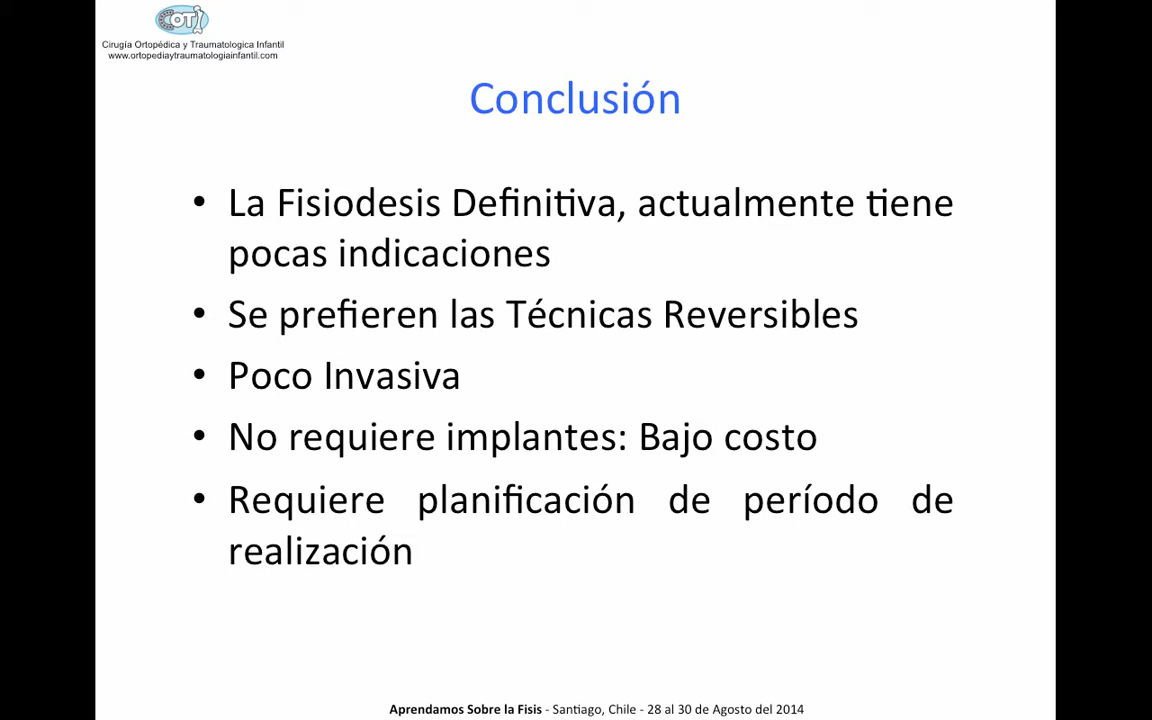 COTI
Cirugía Ortopédica y Traumatologica Infantil
www.ortopediaytraumatologiainfantil.com
Conclusión
• La Fisiodesis Definitiva, actualmente tiene
pocas indicaciones
• Se prefieren las Técnicas Reversibles
• Poco Invasiva
• No requiere implantes: Bajo costo
• Requiere planificación de período de
realización
Aprendamos Sobre la Fisis - Santiago, Chile - 28 al 30 de Agosto del 2014